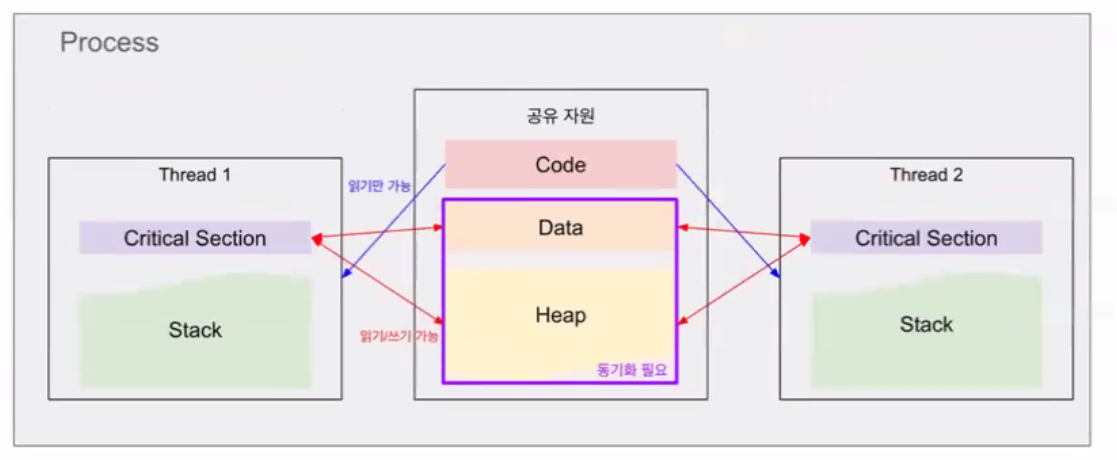 Process
공유 자원
Thread 1
Code
Thread 2
읽기만 가능
Critical Section
Data
Critical Section
Stack
Heap
Stack
읽기/쓰기 가능
동기화 필요